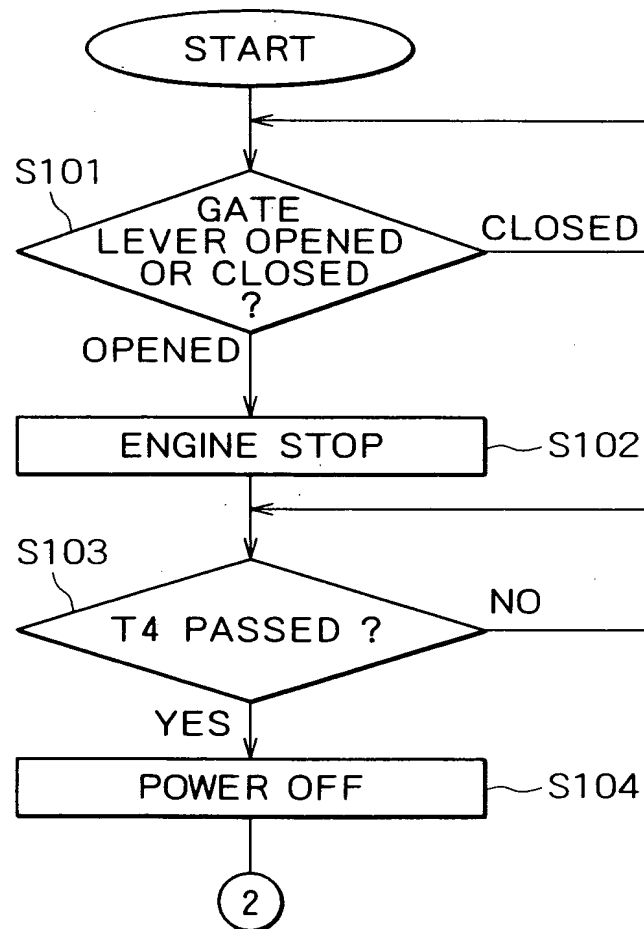 START
S101
GATE
LEVER OPENED
OR CLOSED
?
CLOSED
OPENED
ENGINE STOP
S102
S103
T4 PASSED ?
NO
YES
POWER OFF
S104
2